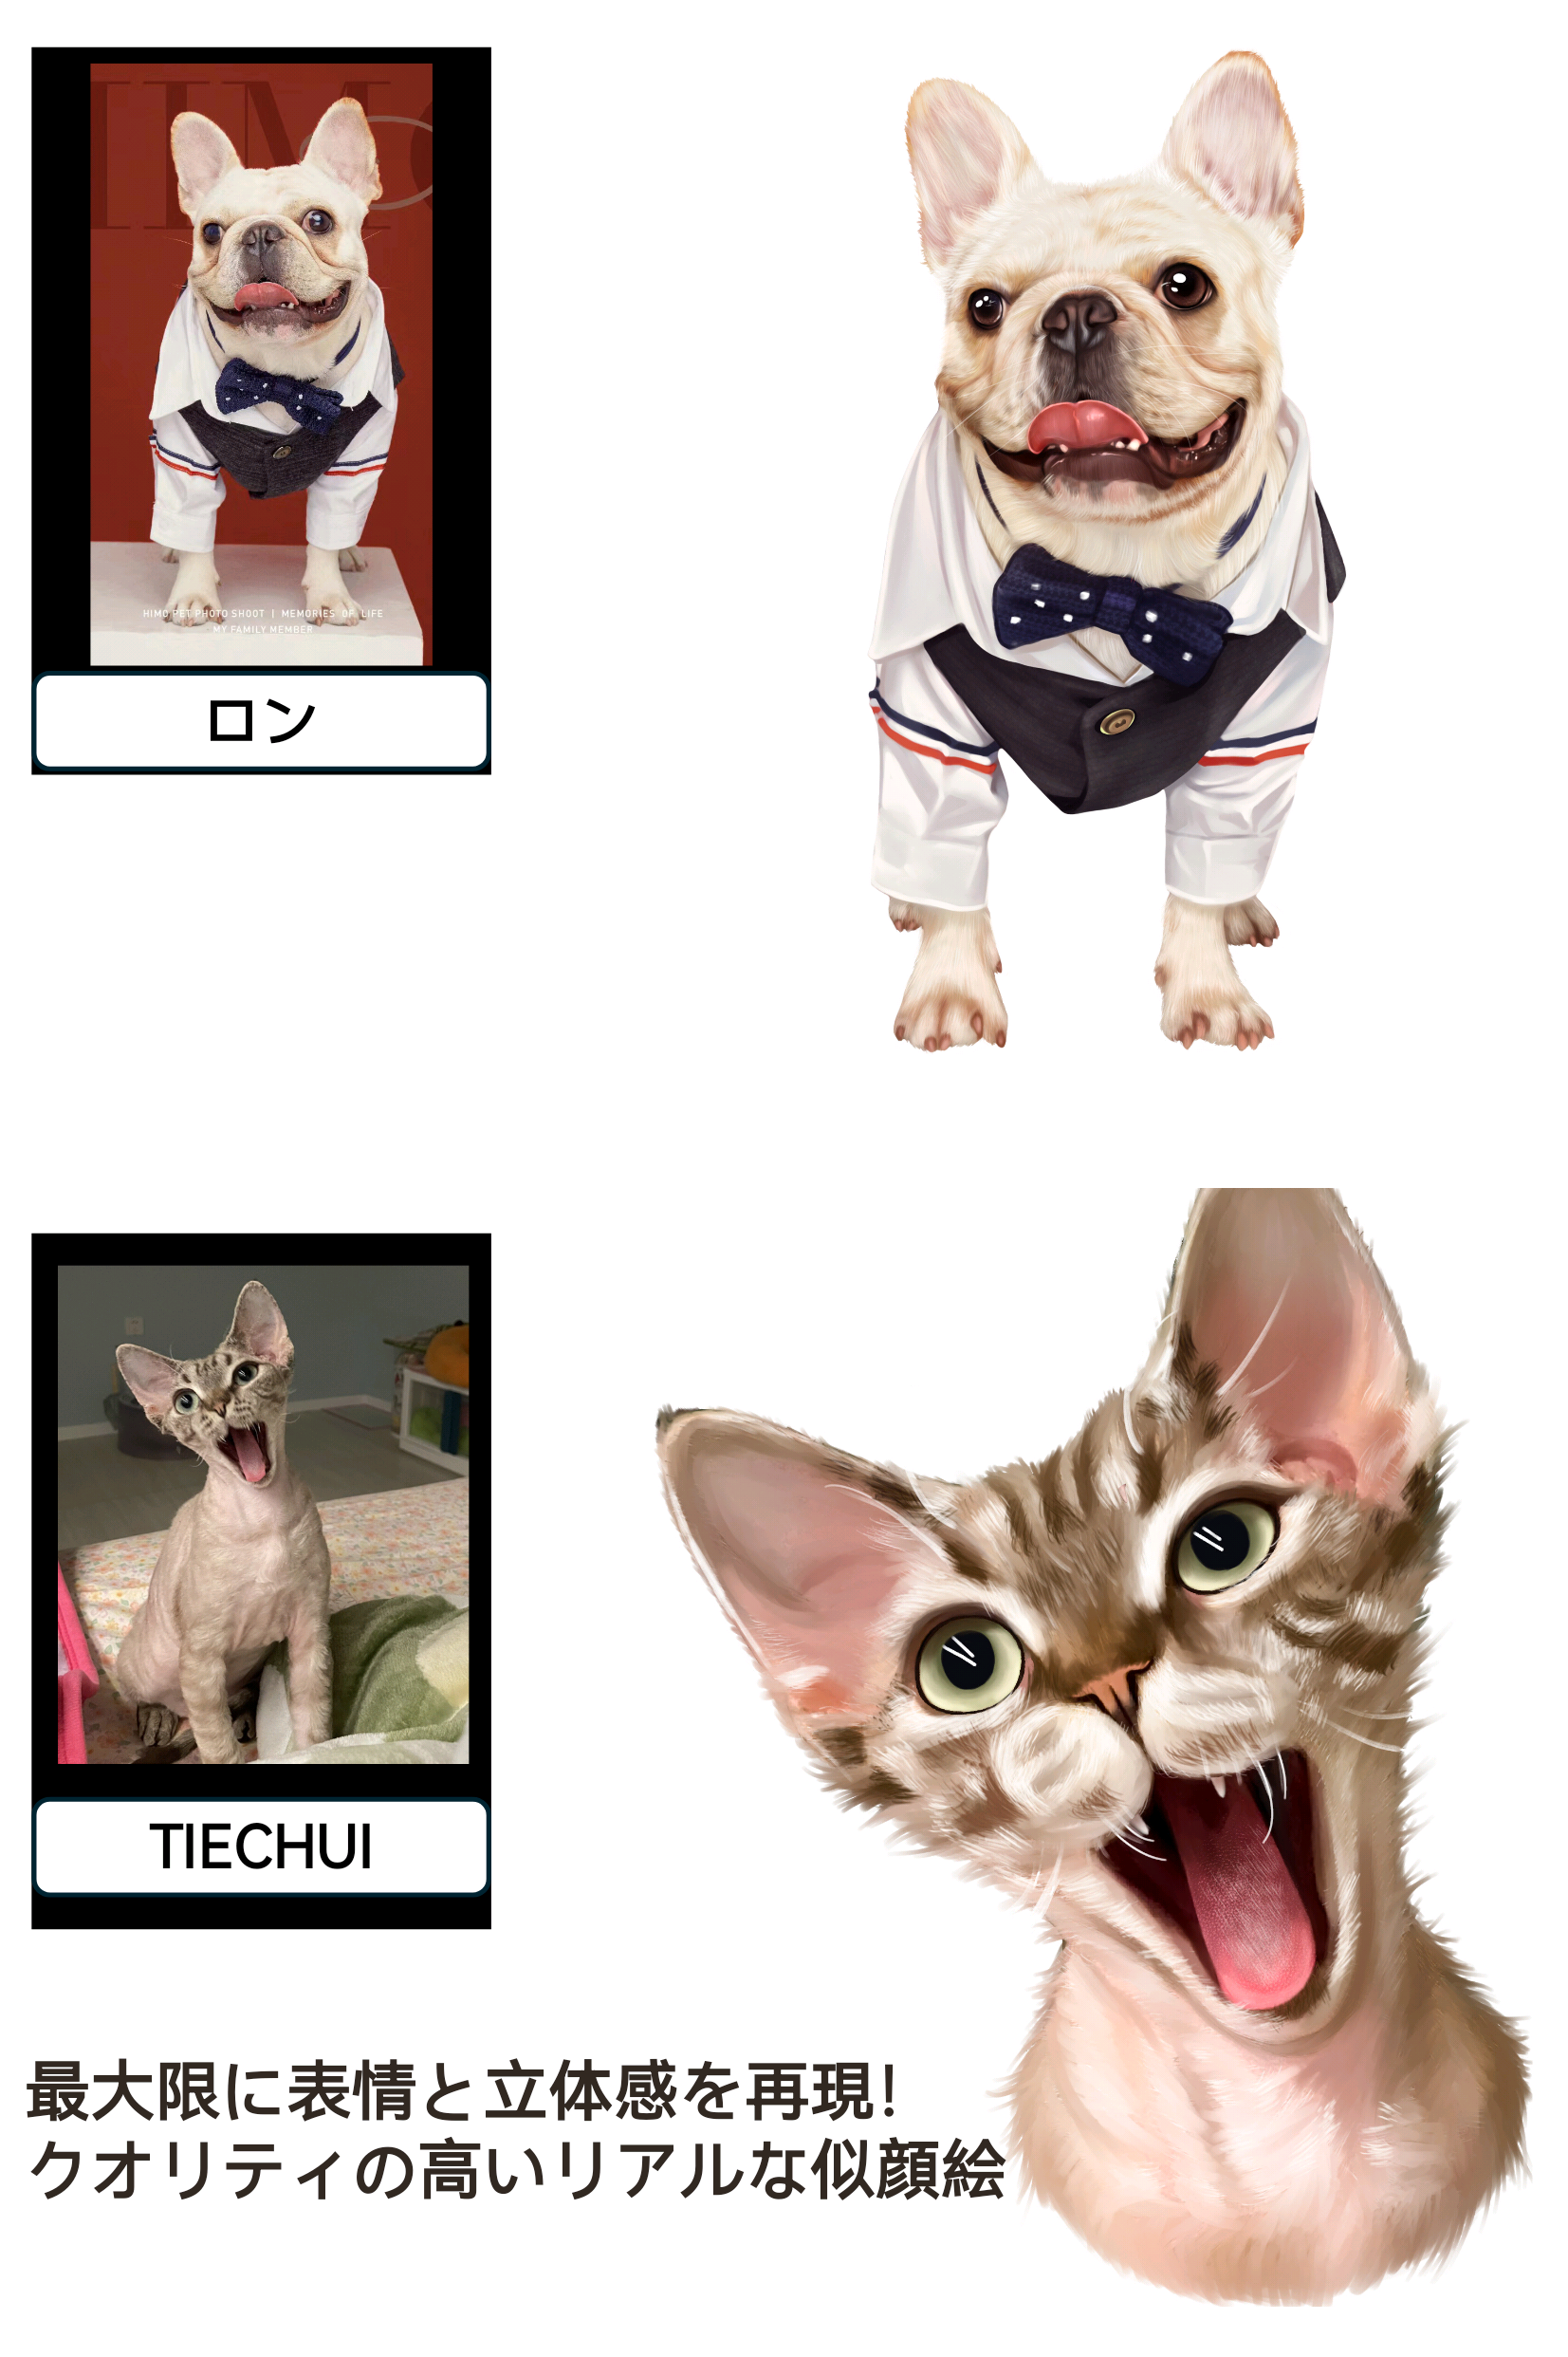 HIMO
HIMO PET PHOTO SHOOT | MEMORIES OF LIFE
MY FAMILY MEMBER
ロン
TIECHUI
最大限に表情と立体感を再現!
クオリティの高いリアルな似顔絵